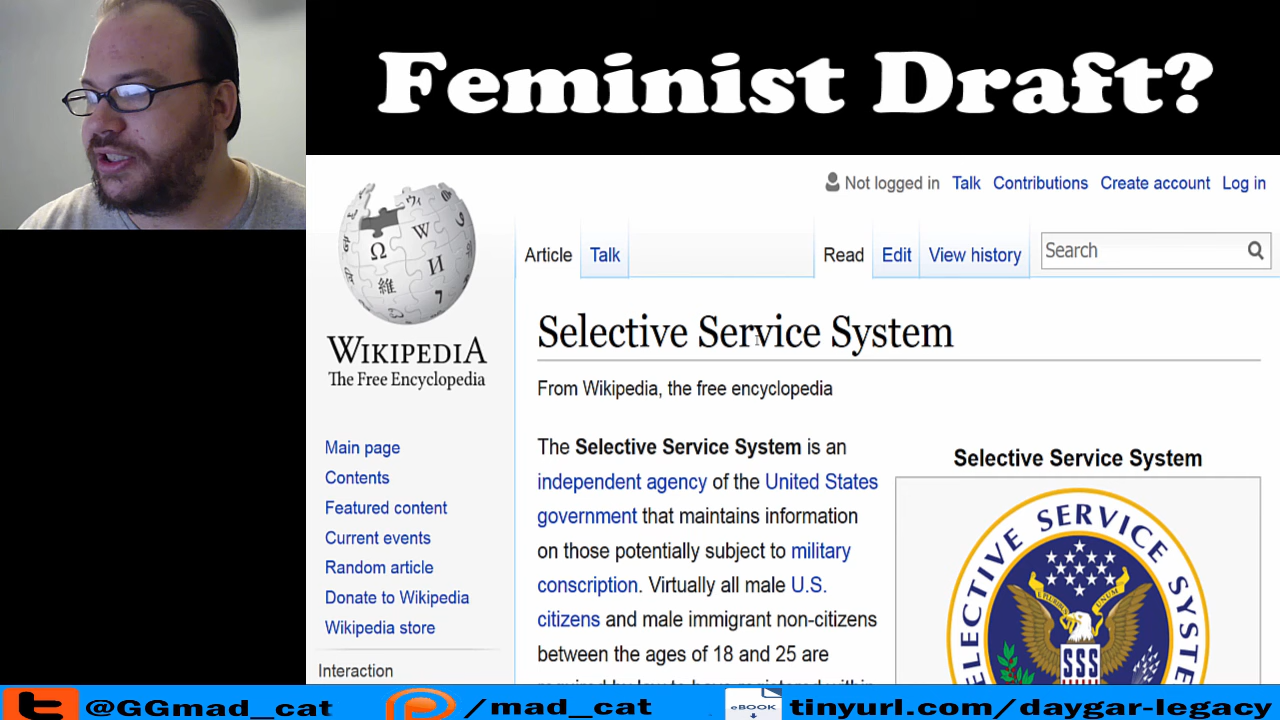 Feminist Draft?
Not logged in Talk Contributions Create account Log in
Article Talk Read Edit View history Search
WIKIPEDIA
The Free Encyclopedia
Selective Service System
From Wikipedia, the free encyclopedia
Main page
Contents
Featured content
Current events
Random article
Donate to Wikipedia
Wikipedia store
Interaction
The Selective Service System is an
independent agency of the United States
government that maintains information
on those potentially subject to military
conscription. Virtually all male U.S.
citizens and male immigrant non-citizens
between the ages of 18 and 25 are
Selective Service System
SELECTIVE SERVICE SYSTE
E PLURIBUS UNUM
SSS
@GGmad_cat /mad_cat eBOOK tinyurl.com/daygar-legacy